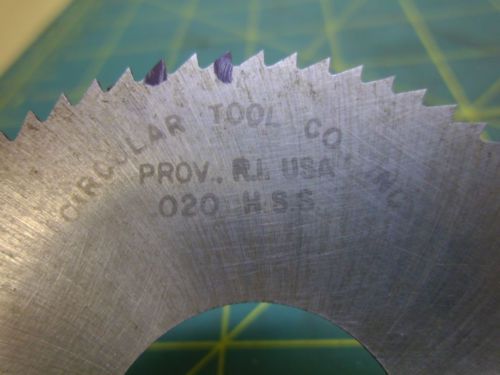 CIRCULAR TOOL CO. INC.
PROV., R.I. USA
.020 H.S.S.